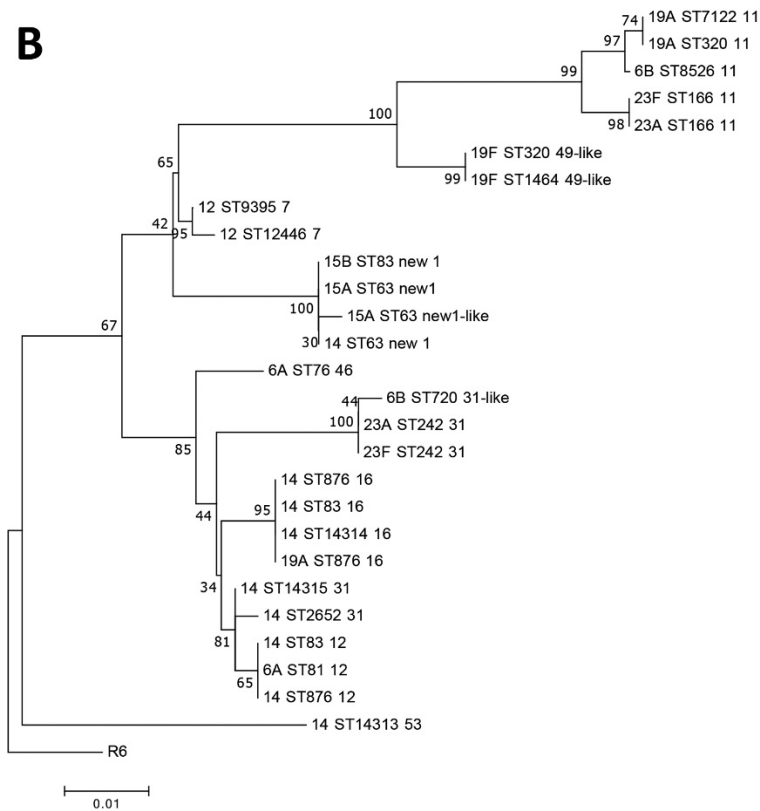 B
74
19A ST7122 11
97
19A ST320 11
99
6B ST8526 11
23F ST166 11
100
98
23A ST166 11
65
19F ST320 49-like
99
19F ST1464 49-like
12 ST9395 7
42
95
12 ST12446 7
15B ST83 new 1
15A ST63 new1
100
15A ST63 new1-like
67
30
14 ST63 new 1
6A ST76 46
44
6B ST720 31-like
100
23A ST242 31
85
23F ST242 31
14 ST876 16
44
95
14 ST83 16
14 ST14314 16
19A ST876 16
34
14 ST14315 31
14 ST2652 31
81
14 ST83 12
65
6A ST81 12
14 ST876 12
14 ST14313 53
R6
0.01